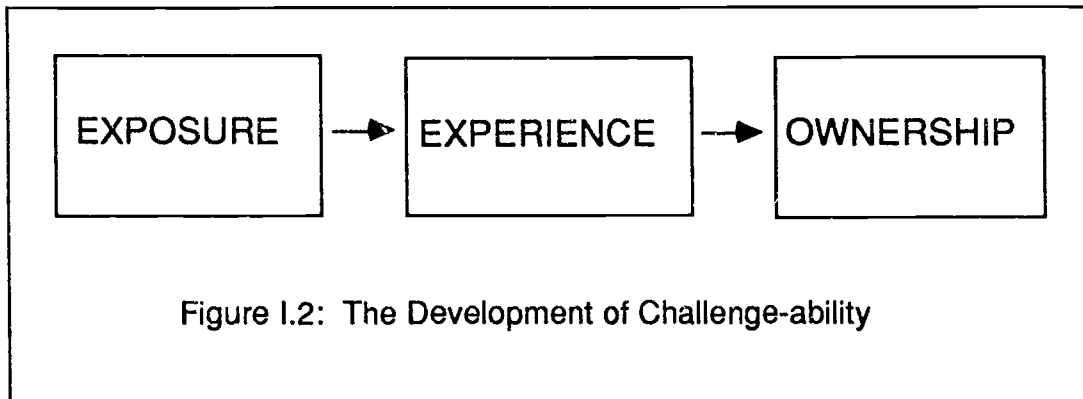 EXPOSURE EXPERIENCE OWNERSHIP
Figure I.2: The Development of Challenge-ability